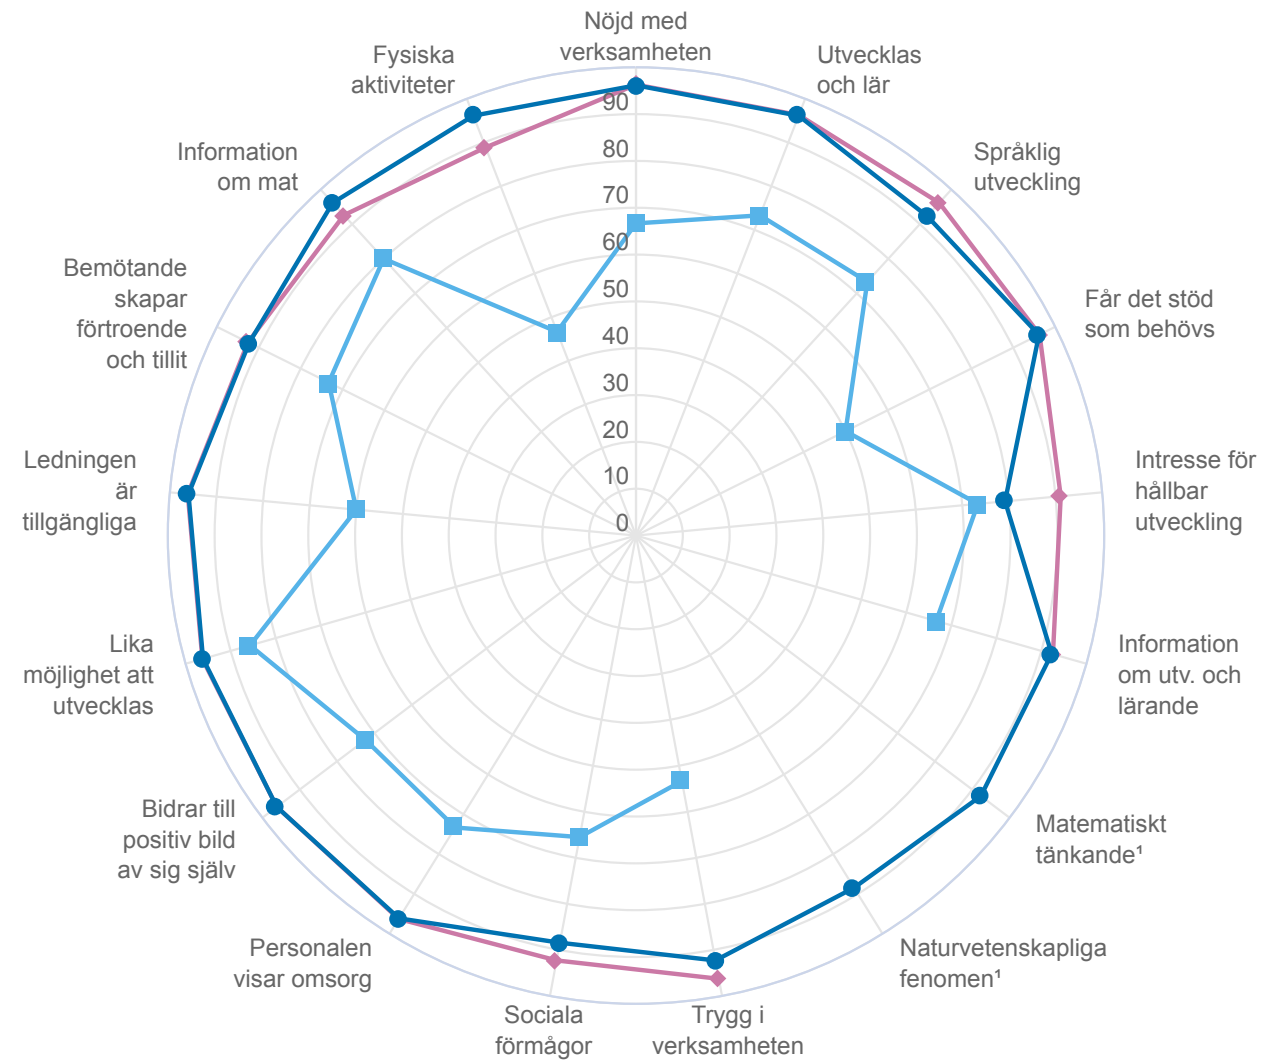 Nöjd med
verksamheten
Utvecklas
och lär
Språklig
utveckling
Får det stöd
som behövs
Intresse för
hållbar
utveckling
Information
om utv. och
lärande
Matematiskt
tänkande¹
Naturvetenskapliga
fenomen¹
Trygg i
verksamheten
Sociala
förmågor
Personalen
visar omsorg
Bidrar till
positiv bild
av sig själv
Lika
möjlighet att
utvecklas
Ledningen
är
tillgängliga
Bemötande
skapar
förtroende
och tillit
Information
om mat
Fysiska
aktiviteter
90
80
70
60
50
40
30
20
10
0